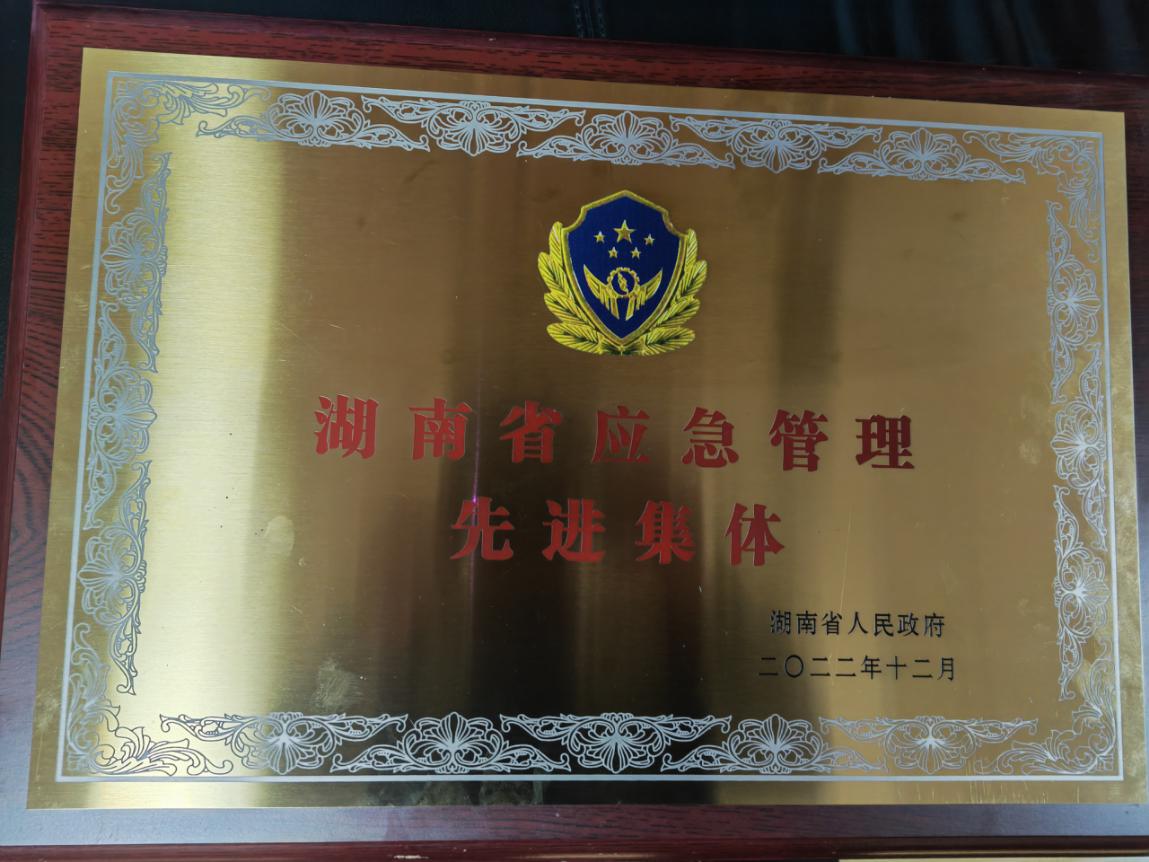 湖南省应急管理
先进集体
湖南省人民政府
二〇二二年十二月